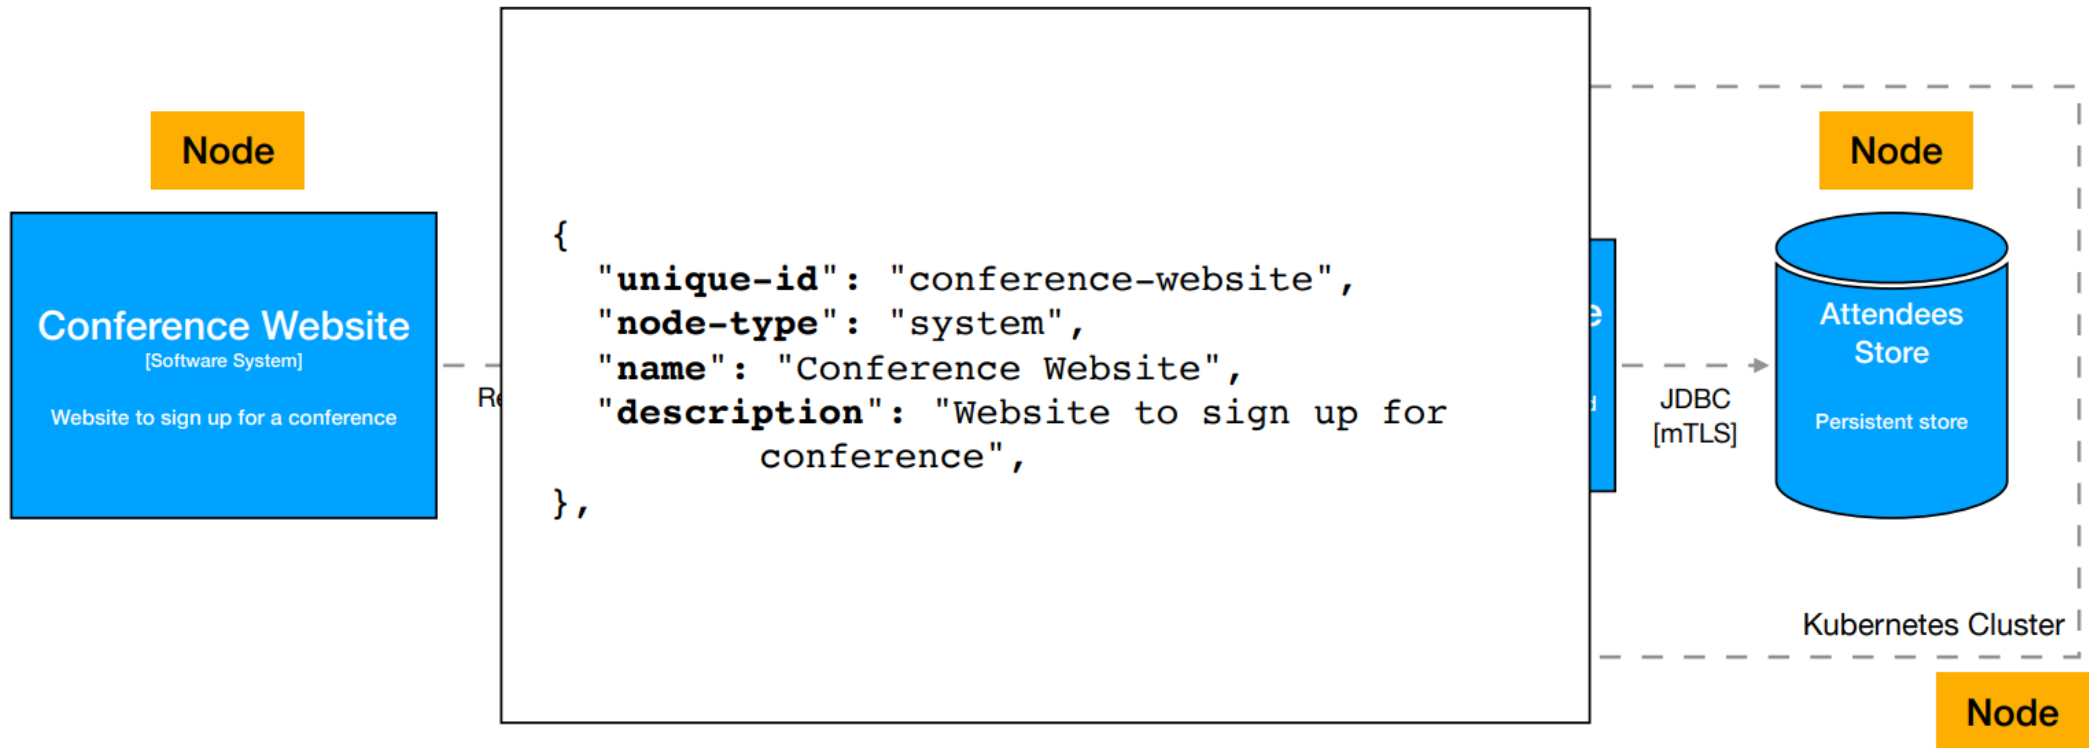 Node
Conference Website
[Software System]
Website to sign up for a conference
{
"unique-id": "conference-website",
"node-type": "system",
"name": "Conference Website",
"description": "Website to sign up for
conference",
},
Node
Attendees
Store
Persistent store
JDBC
[mTLS]
Kubernetes Cluster
Node